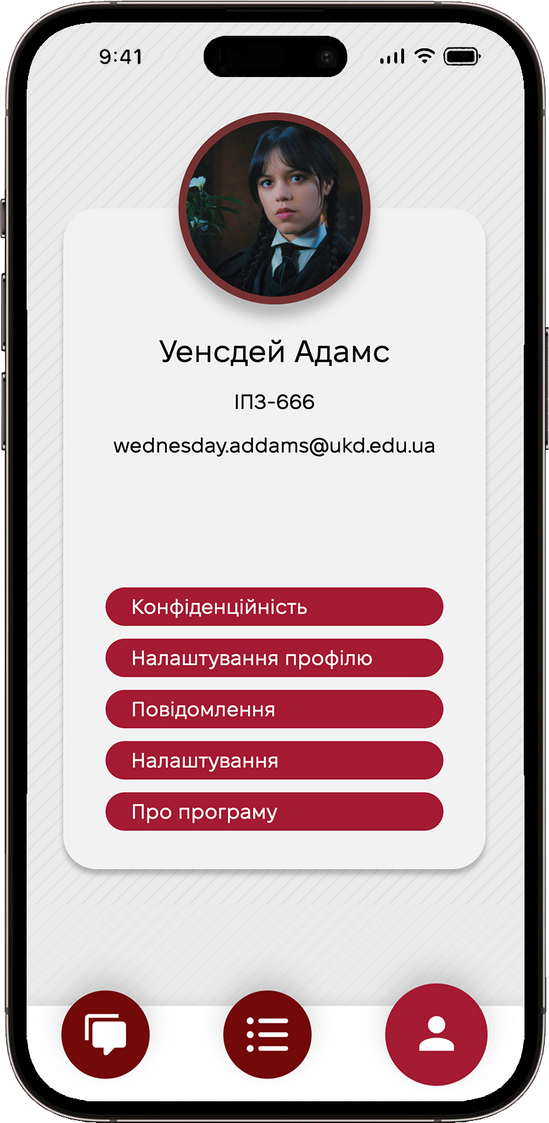 9:41
Уенсдей Адамс
ІПЗ-666
wednesday.addams@ukd.edu.ua
Конфіденційність
Налаштування профілю
Повідомлення
Налаштування
Про програму